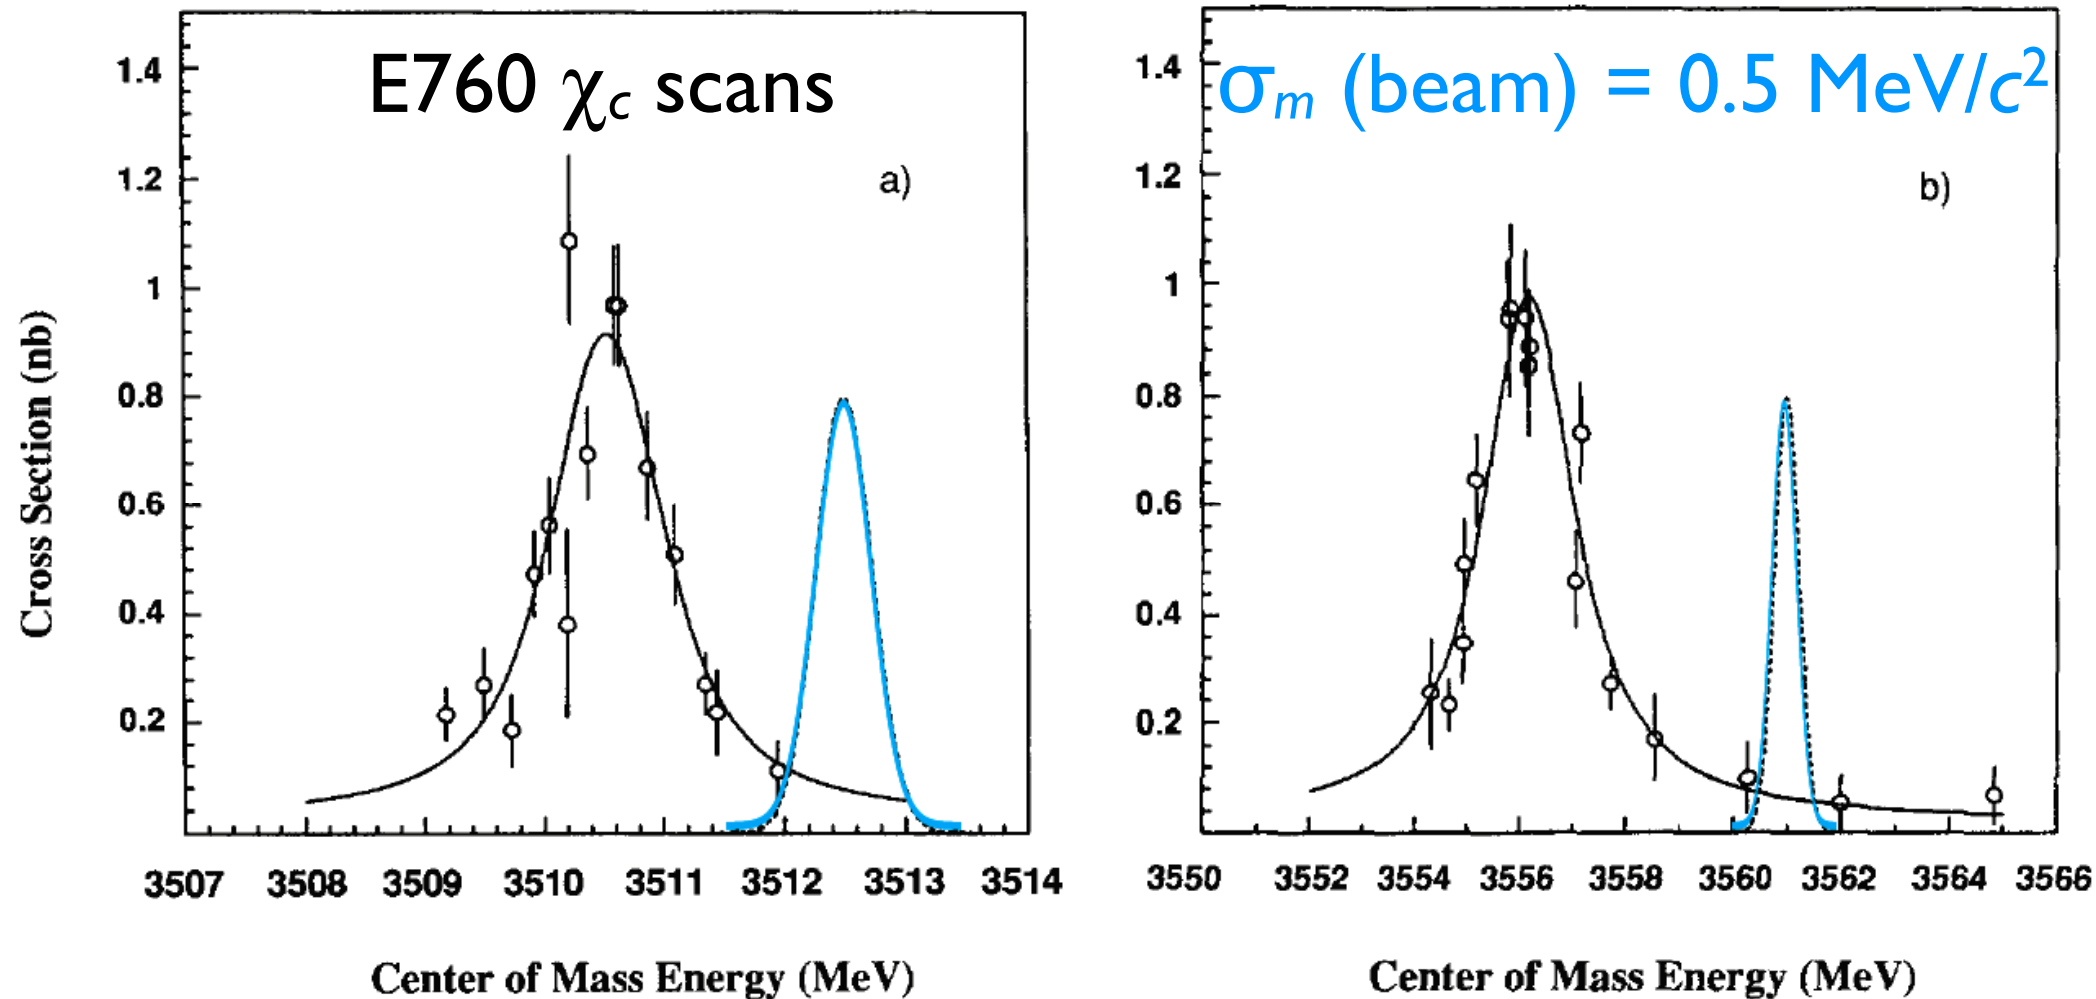 E760 χc scans
a)
1.4
1.2
1
0.8
0.6
0.4
0.2
Cross Section (nb)
3507 3508 3509 3510 3511 3512 3513 3514
Center of Mass Energy (MeV)
σm (beam) = 0.5 MeV/c²
b)
1.4
1.2
1
0.8
0.6
0.4
0.2
3550 3552 3554 3556 3558 3560 3562 3564 3566
Center of Mass Energy (MeV)